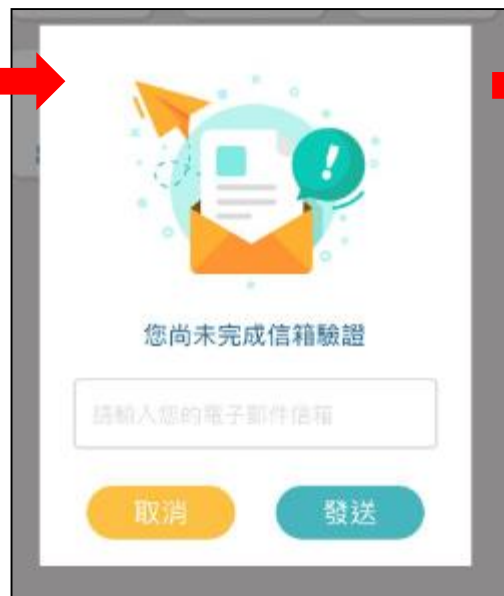 您尚未完成信箱驗證
請輸入您的電子郵件信箱
取消
發送